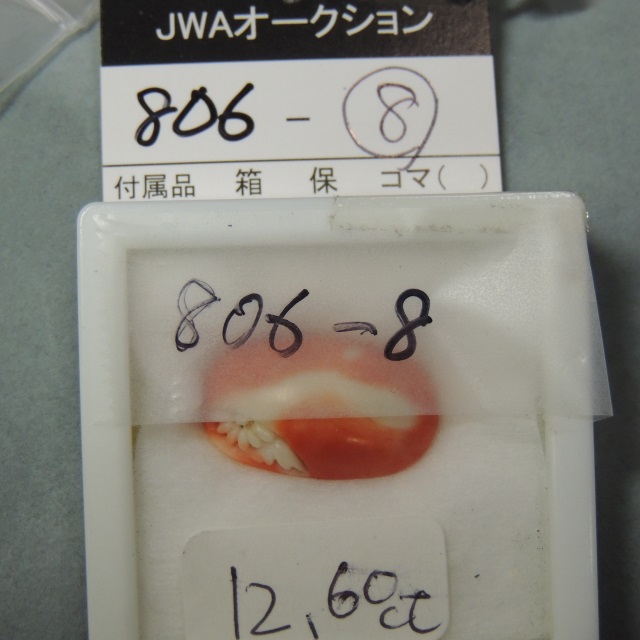 JWAオークション
806 - 8
付属品 箱 保 コマ( )
806-8
12.60ct